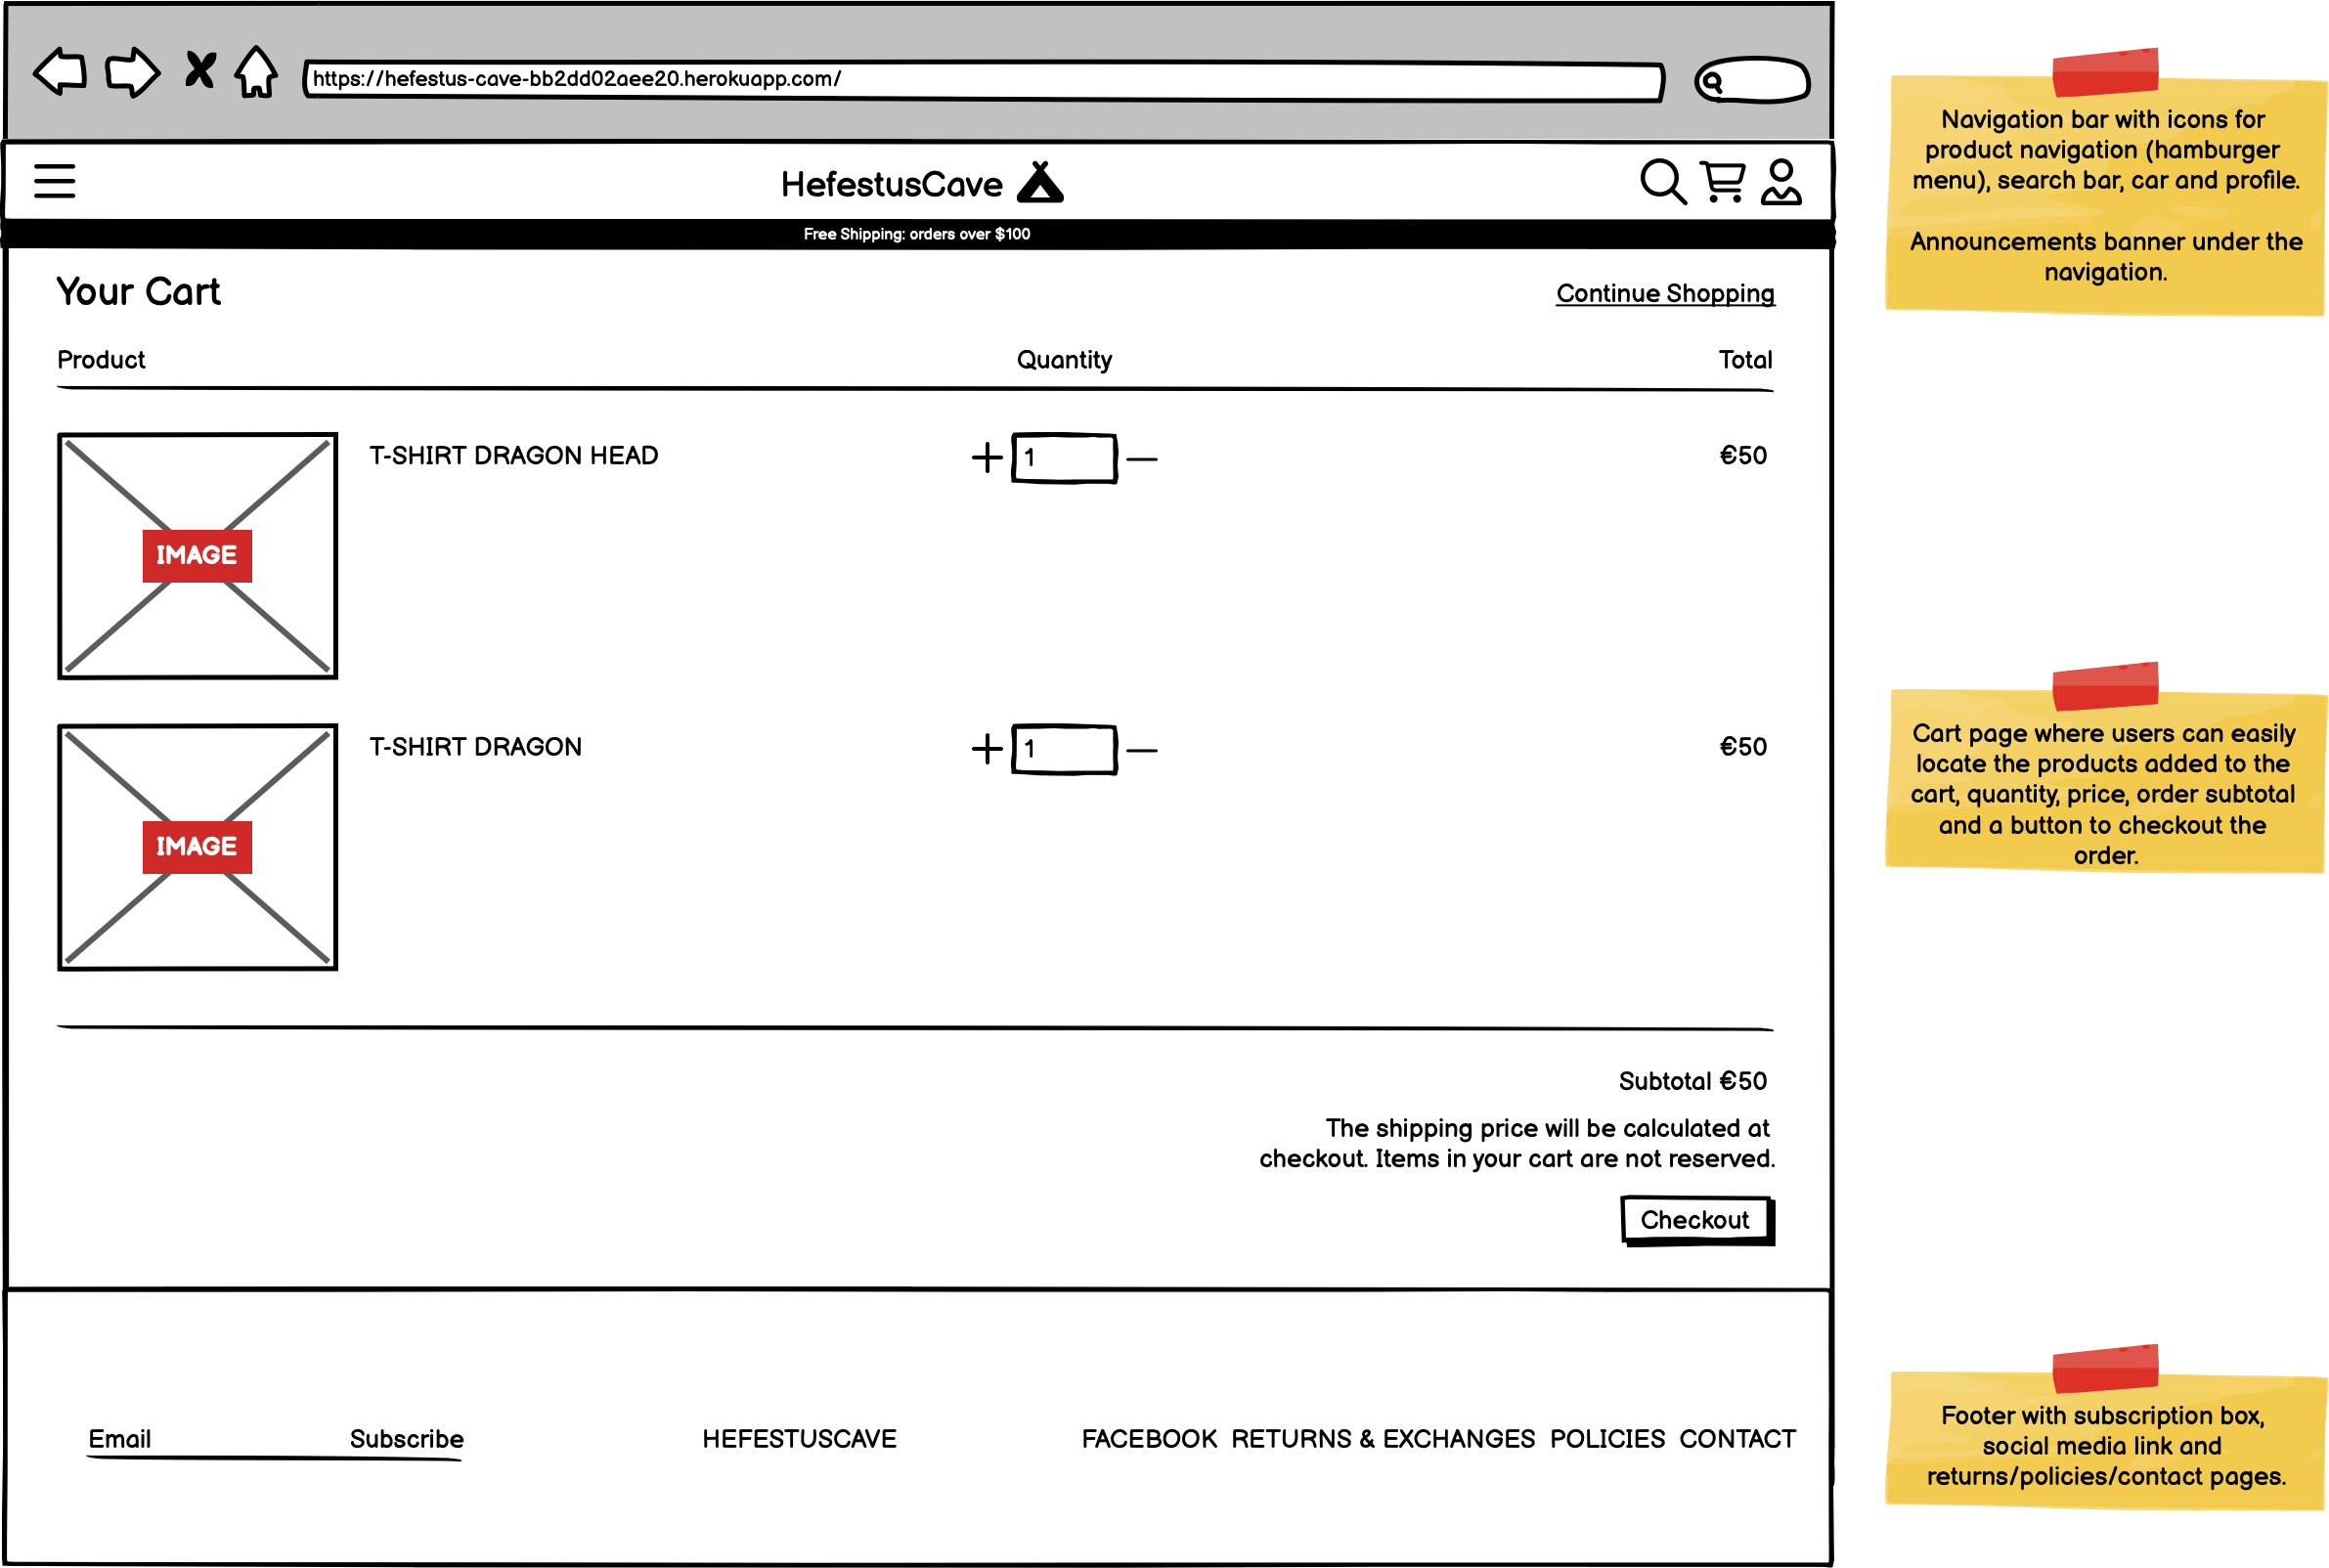 https://hefestus-cave-bb2dd02aee20.herokuapp.com/
HefestusCave
Free Shipping: orders over $100
Your Cart
Continue Shopping
Product Quantity Total
T-SHIRT DRAGON HEAD 1 €50
IMAGE
T-SHIRT DRAGON 1 €50
IMAGE
Subtotal €50
The shipping price will be calculated at
checkout. Items in your cart are not reserved.
Checkout
Email Subscribe HEFESTUSCAVE FACEBOOK RETURNS & EXCHANGES POLICIES CONTACT
Navigation bar with icons for
product navigation (hamburger
menu), search bar, car and profile.
Announcements banner under the
navigation.
Cart page where users can easily
locate the products added to the
cart, quantity, price, order subtotal
and a button to checkout the
order.
Footer with subscription box,
social media link and
returns/policies/contact pages.